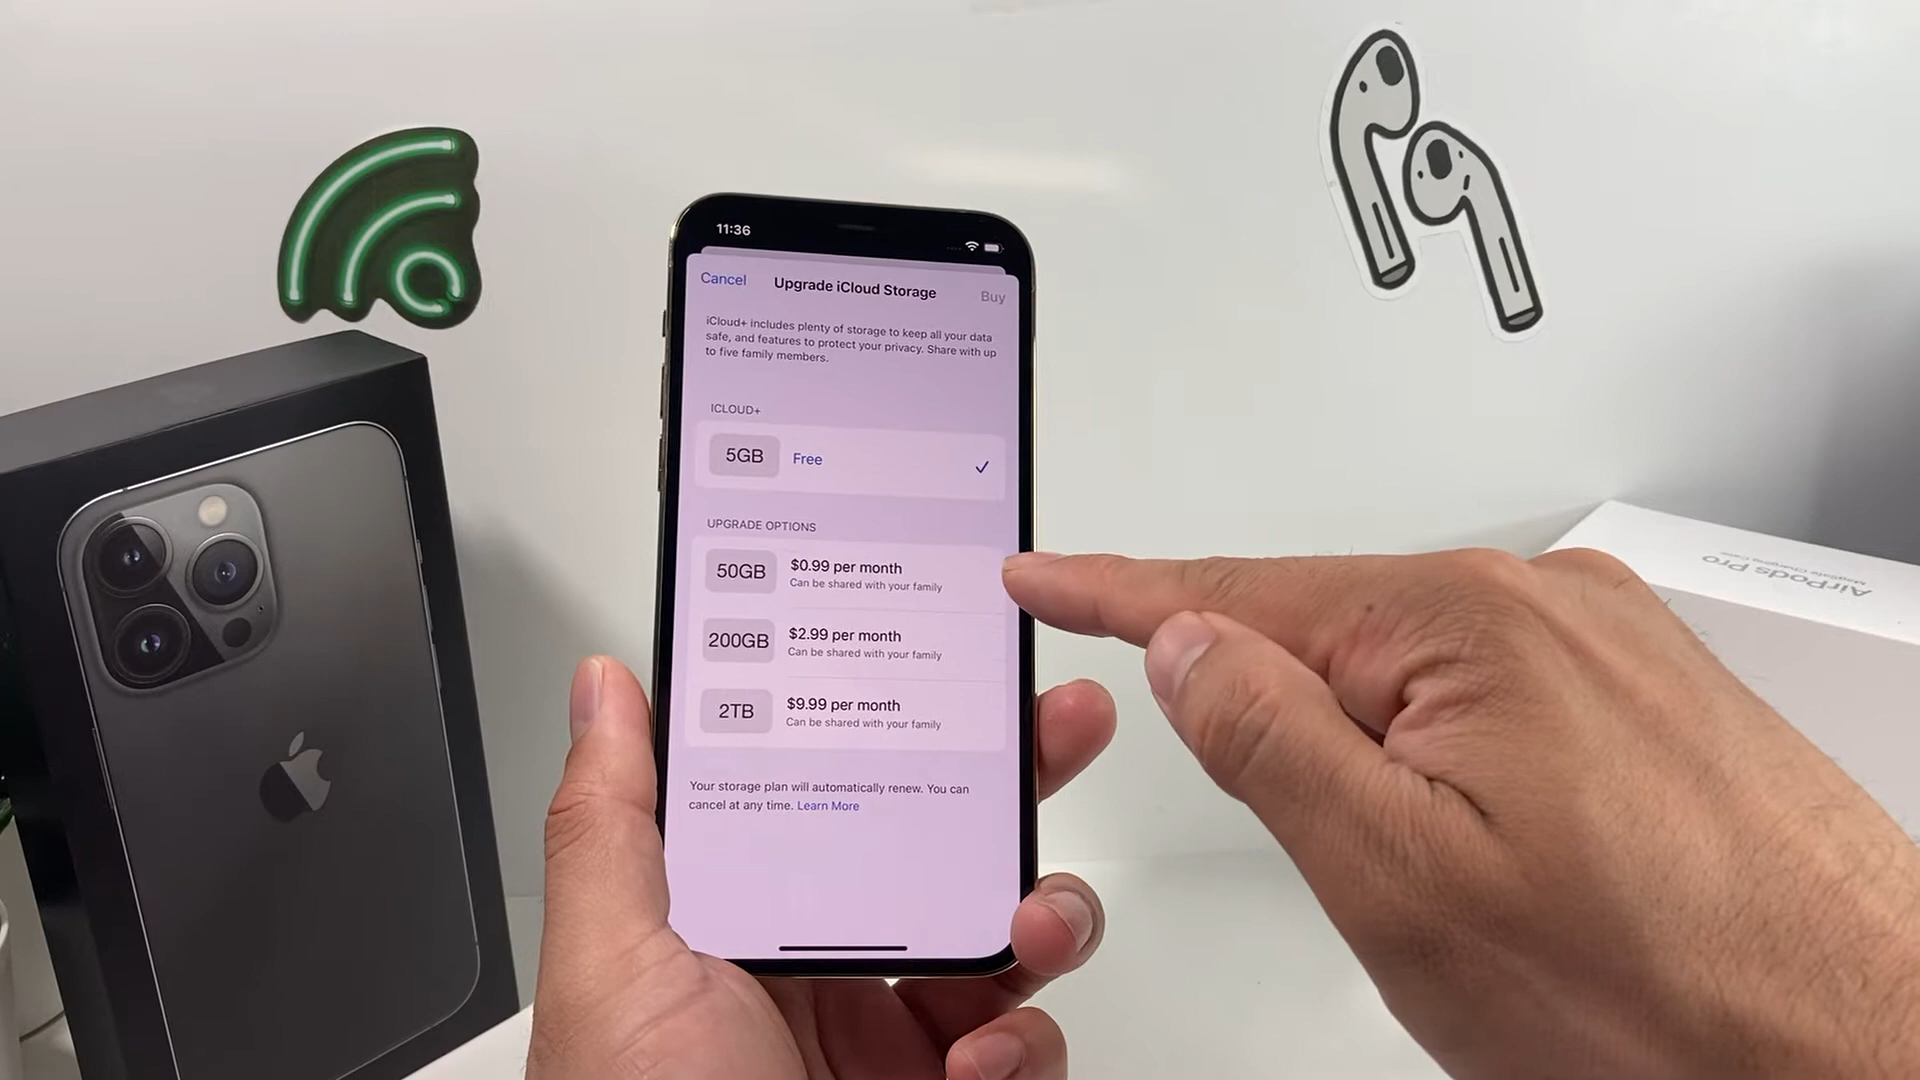 11:36
Cancel
Upgrade iCloud Storage
Buy
iCloud+ includes plenty of storage to keep all your data
safe, and features to protect your privacy. Share with up
to five family members.
ICLOUD+
5GB
Free
UPGRADE OPTIONS
50GB
$0.99 per month
Can be shared with your family
200GB
$2.99 per month
Can be shared with your family
2TB
$9.99 per month
Can be shared with your family
Your storage plan will automatically renew. You can
cancel at any time. Learn More
AirPods Pro
MagSafe Charging Case